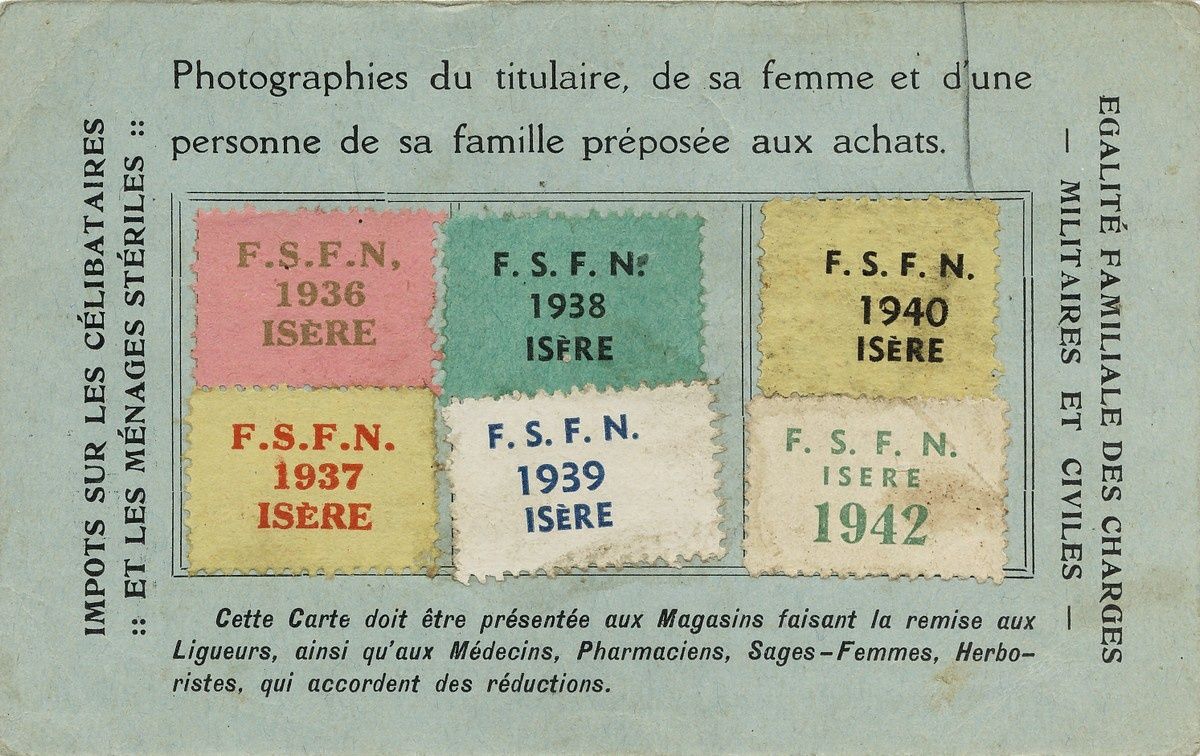 Photographies du titulaire, de sa femme et d'une
personne de sa famille préposée aux achats.
IMPOTS SUR LES CÉLIBATAIRES
:: ET LES MÉNAGES STÉRILES ::
F.S.F.N,
1936
ISÈRE
F. S. F. N.
1938
ISÈRE
F. S. F. N.
1940
ISÈRE
F.S.F.N.
1937
ISÈRE
F. S. F. N.
1939
ISÈRE
F. S. F. N.
ISERE
1942
EGALITÉ FAMILIALE DES CHARGES
— MILITAIRES ET CIVILES —
Cette Carte doit être présentée aux Magasins faisant la remise aux
Ligueurs, ainsi qu'aux Médecins, Pharmaciens, Sages-Femmes, Herbo-
ristes, qui accordent des réductions.